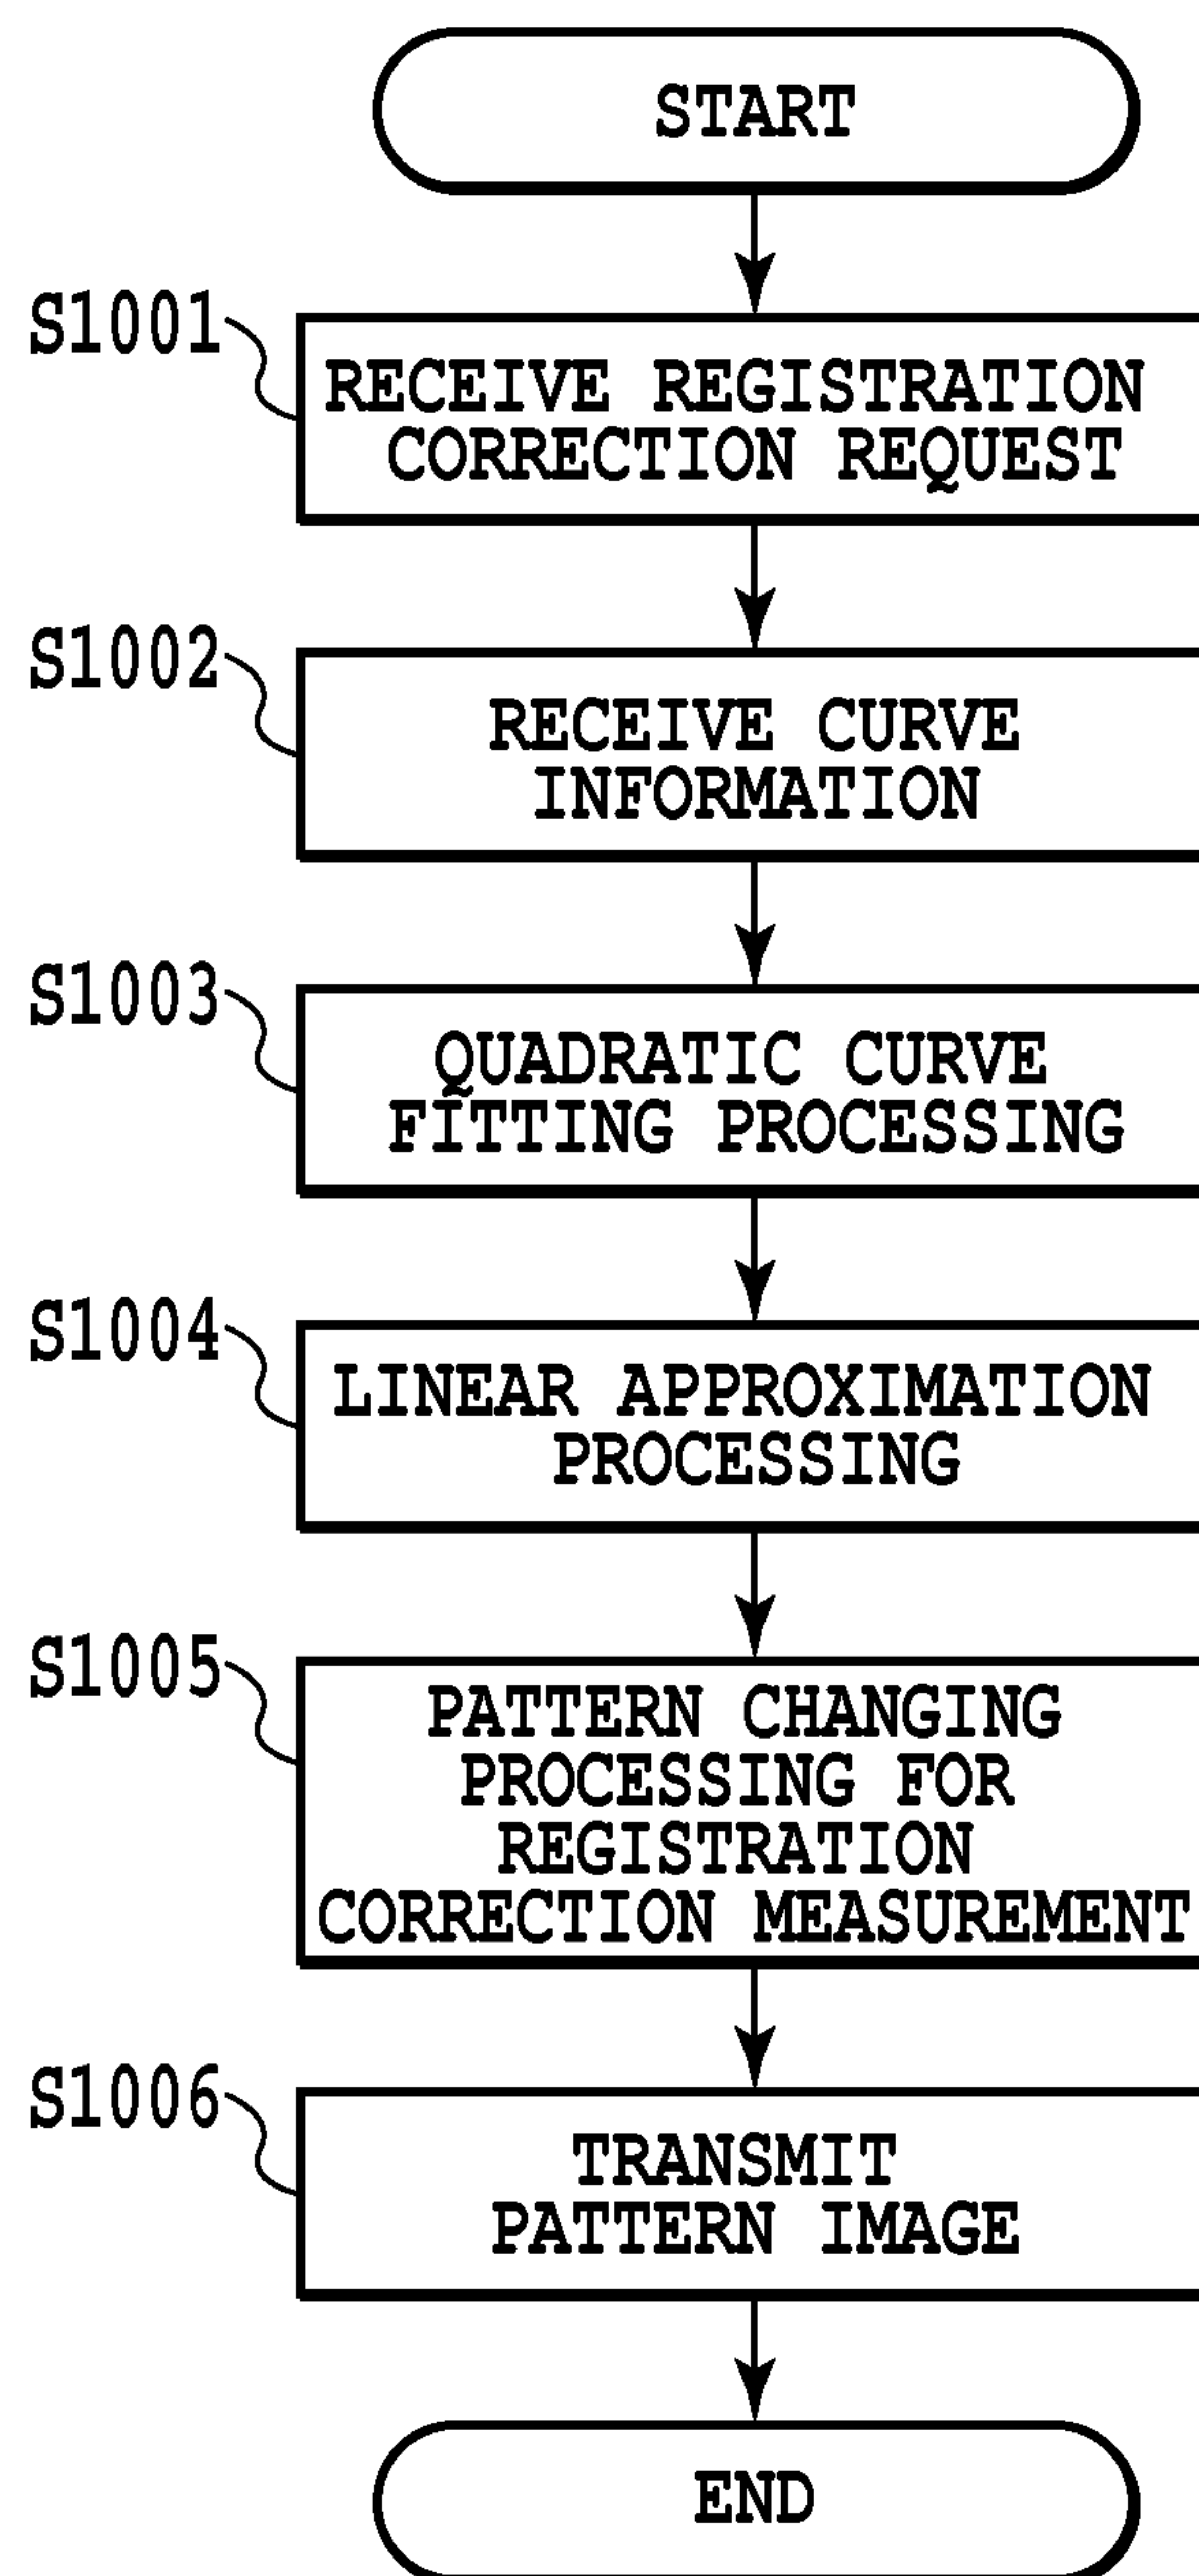 START
S1001
RECEIVE REGISTRATION
CORRECTION REQUEST
S1002
RECEIVE CURVE
INFORMATION
S1003
QUADRATIC CURVE
FITTING PROCESSING
S1004
LINEAR APPROXIMATION
PROCESSING
S1005
PATTERN CHANGING
PROCESSING FOR
REGISTRATION
CORRECTION MEASUREMENT
S1006
TRANSMIT
PATTERN IMAGE
END